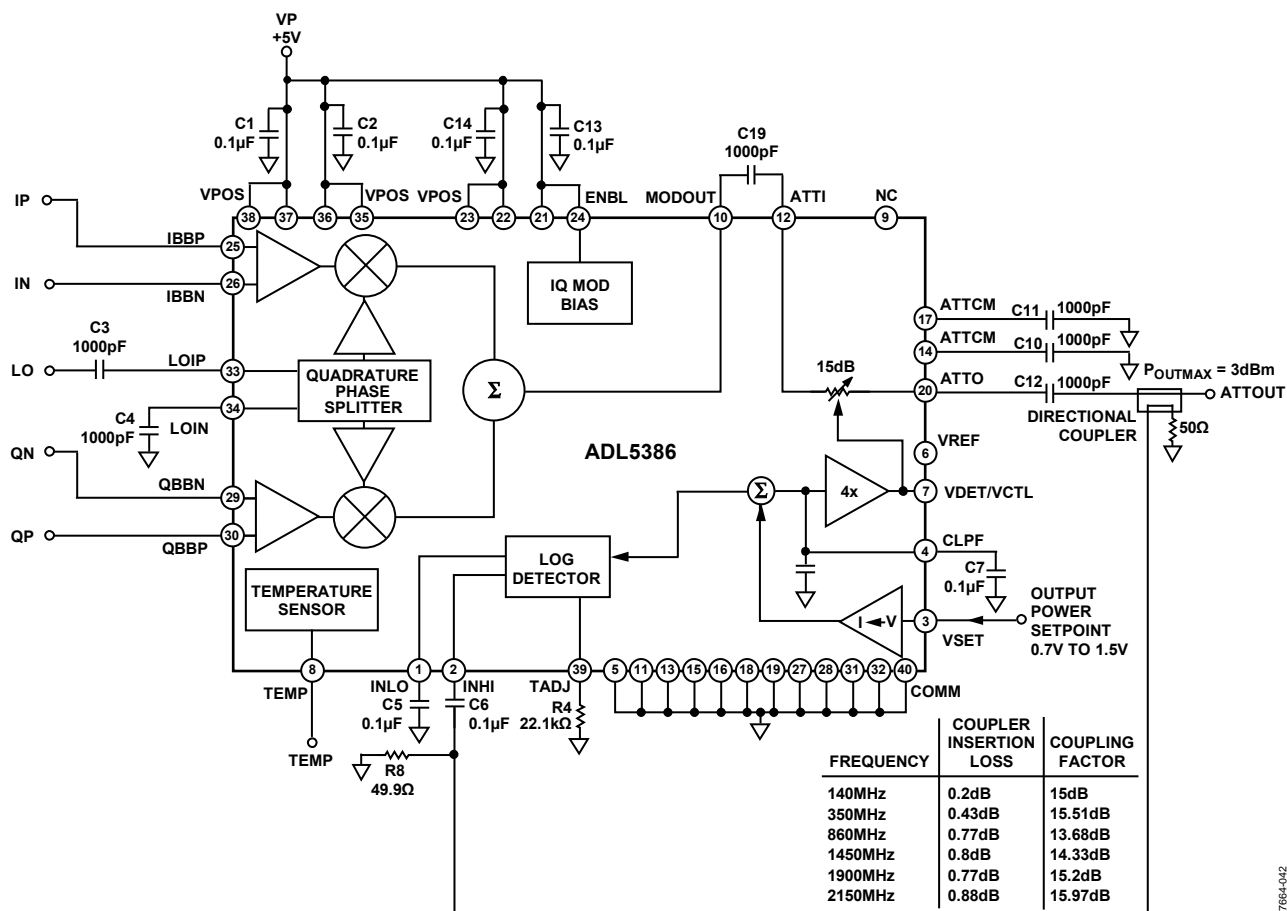 VP
+5V
C1
0.1µF
C2
0.1µF
C14
0.1µF
C13
0.1µF
C19
1000pF
VPOS
VPOS
VPOS
ENBL
MODOUT
ATTI
NC
38
37
36
35
23
22
21
24
10
12
9
IP
IBBP
25
IN
IBBN
26
IQ MOD
BIAS
C3
1000pF
LO
LOIP
33
QUADRATURE
PHASE
SPLITTER
34
LOIN
C4
1000pF
Σ
15dB
ATTCM
17
C11
1000pF
ATTCM
14
C10
1000pF
20
ATTO
C12
1000pF
POUTMAX = 3dBm
ATTOUT
DIRECTIONAL
COUPLER
50Ω
VREF
6
ADL5386
QN
QBBN
29
QP
QBBP
30
Σ
4x
7
VDET/VCTL
CLPF
4
C7
0.1µF
LOG
DETECTOR
TEMPERATURE
SENSOR
I
V
3
VSET
OUTPUT
POWER
SETPOINT
0.7V TO 1.5V
8
1
2
39
5
11
13
15
16
18
19
27
28
31
32
40
TEMP
INLO
INHI
TADJ
COMM
C5
0.1µF
C6
0.1µF
R4
22.1kΩ
TEMP
R8
49.9Ω
FREQUENCY COUPLER INSERTION LOSS COUPLING FACTOR
140MHz 0.2dB 15dB
350MHz 0.43dB 15.51dB
860MHz 0.77dB 13.68dB
1450MHz 0.8dB 14.33dB
1900MHz 0.77dB 15.2dB
2150MHz 0.88dB 15.97dB
7664-042